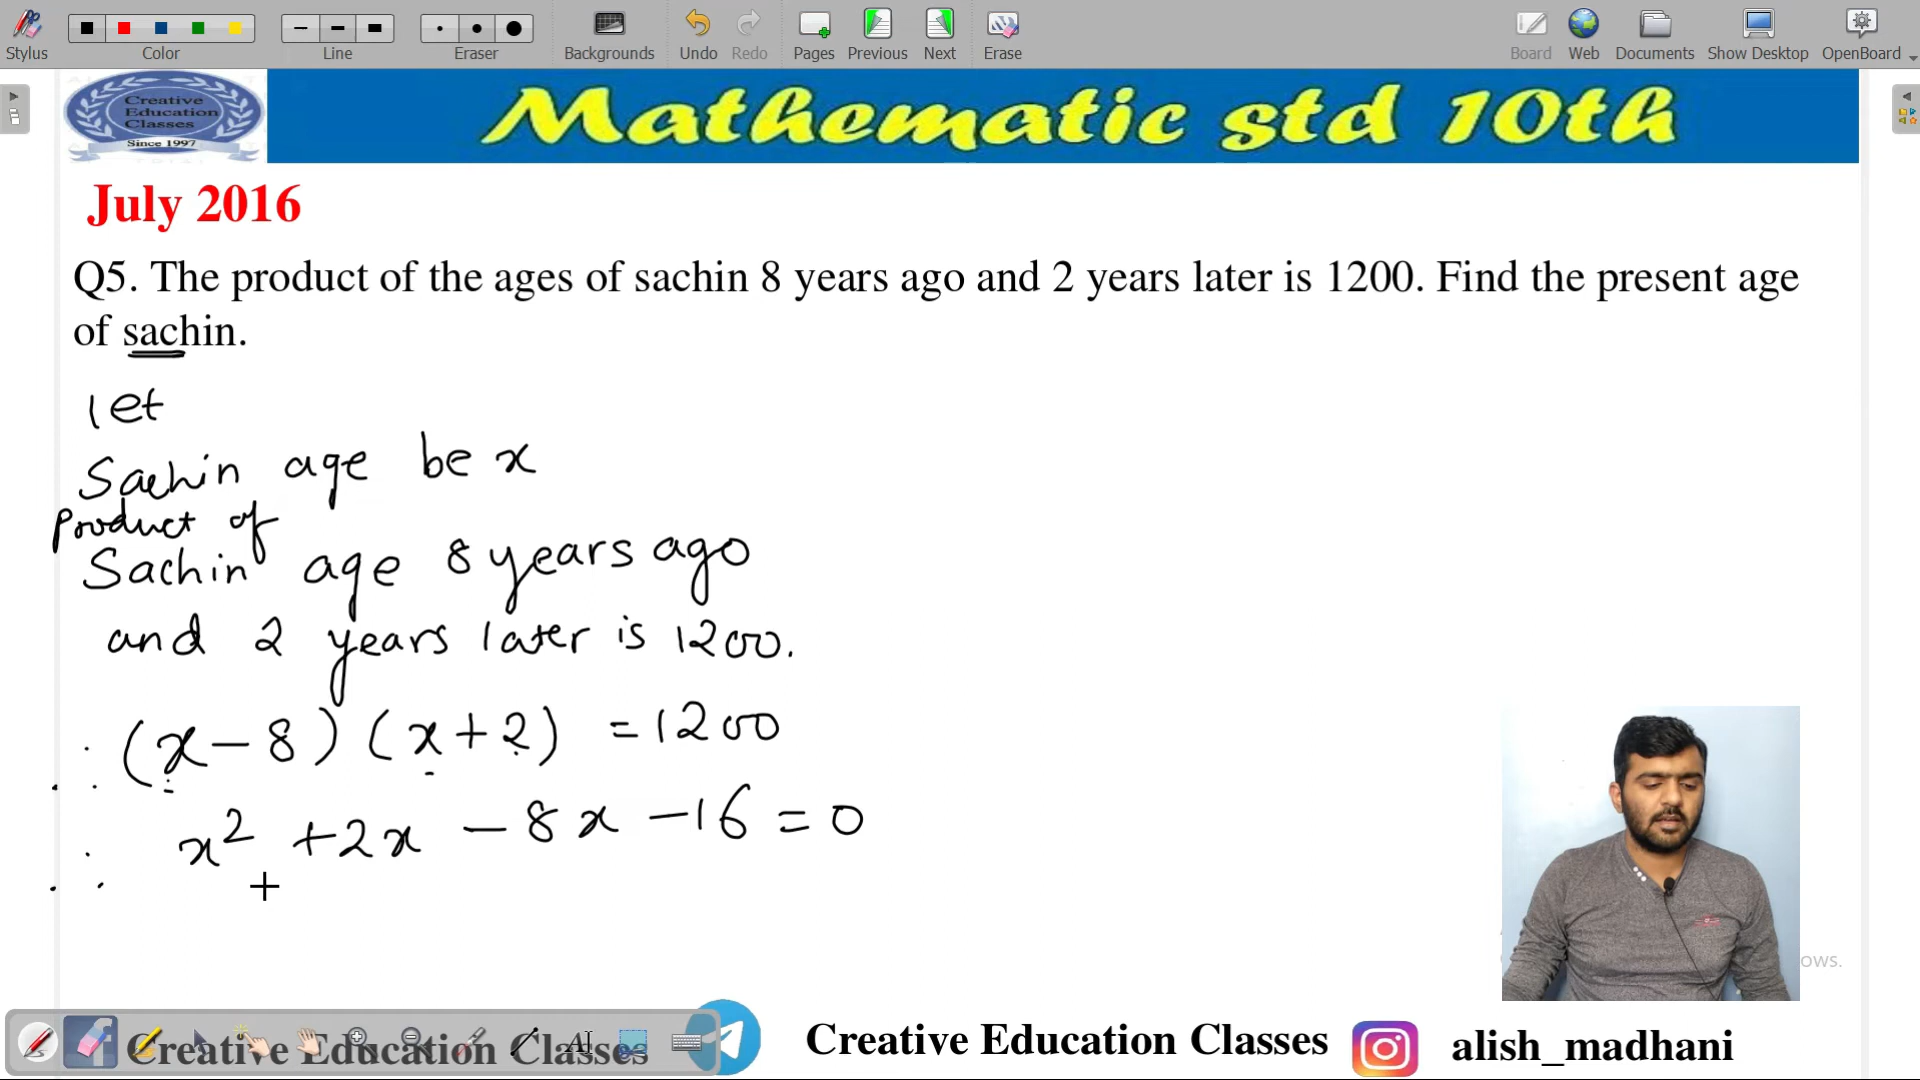 Stylus Color Line Eraser Backgrounds Undo Redo Pages Previous Next Erase Board Web Documents Show Desktop OpenBoard
Creative
Education
Classes
Since 1997
Mathematic std 10th
July 2016
Q5. The product of the ages of sachin 8 years ago and 2 years later is 1200. Find the present age
of sachin.
let
Sachin age be x
Product of
Sachin age 8 years ago
and 2 years later is 1200.
∴ (x-8) (x+2) = 1200
∴ x² +2x - 8x -16 = 0
ows.
Creative Education Classes
Creative Education Classes
alish_madhani